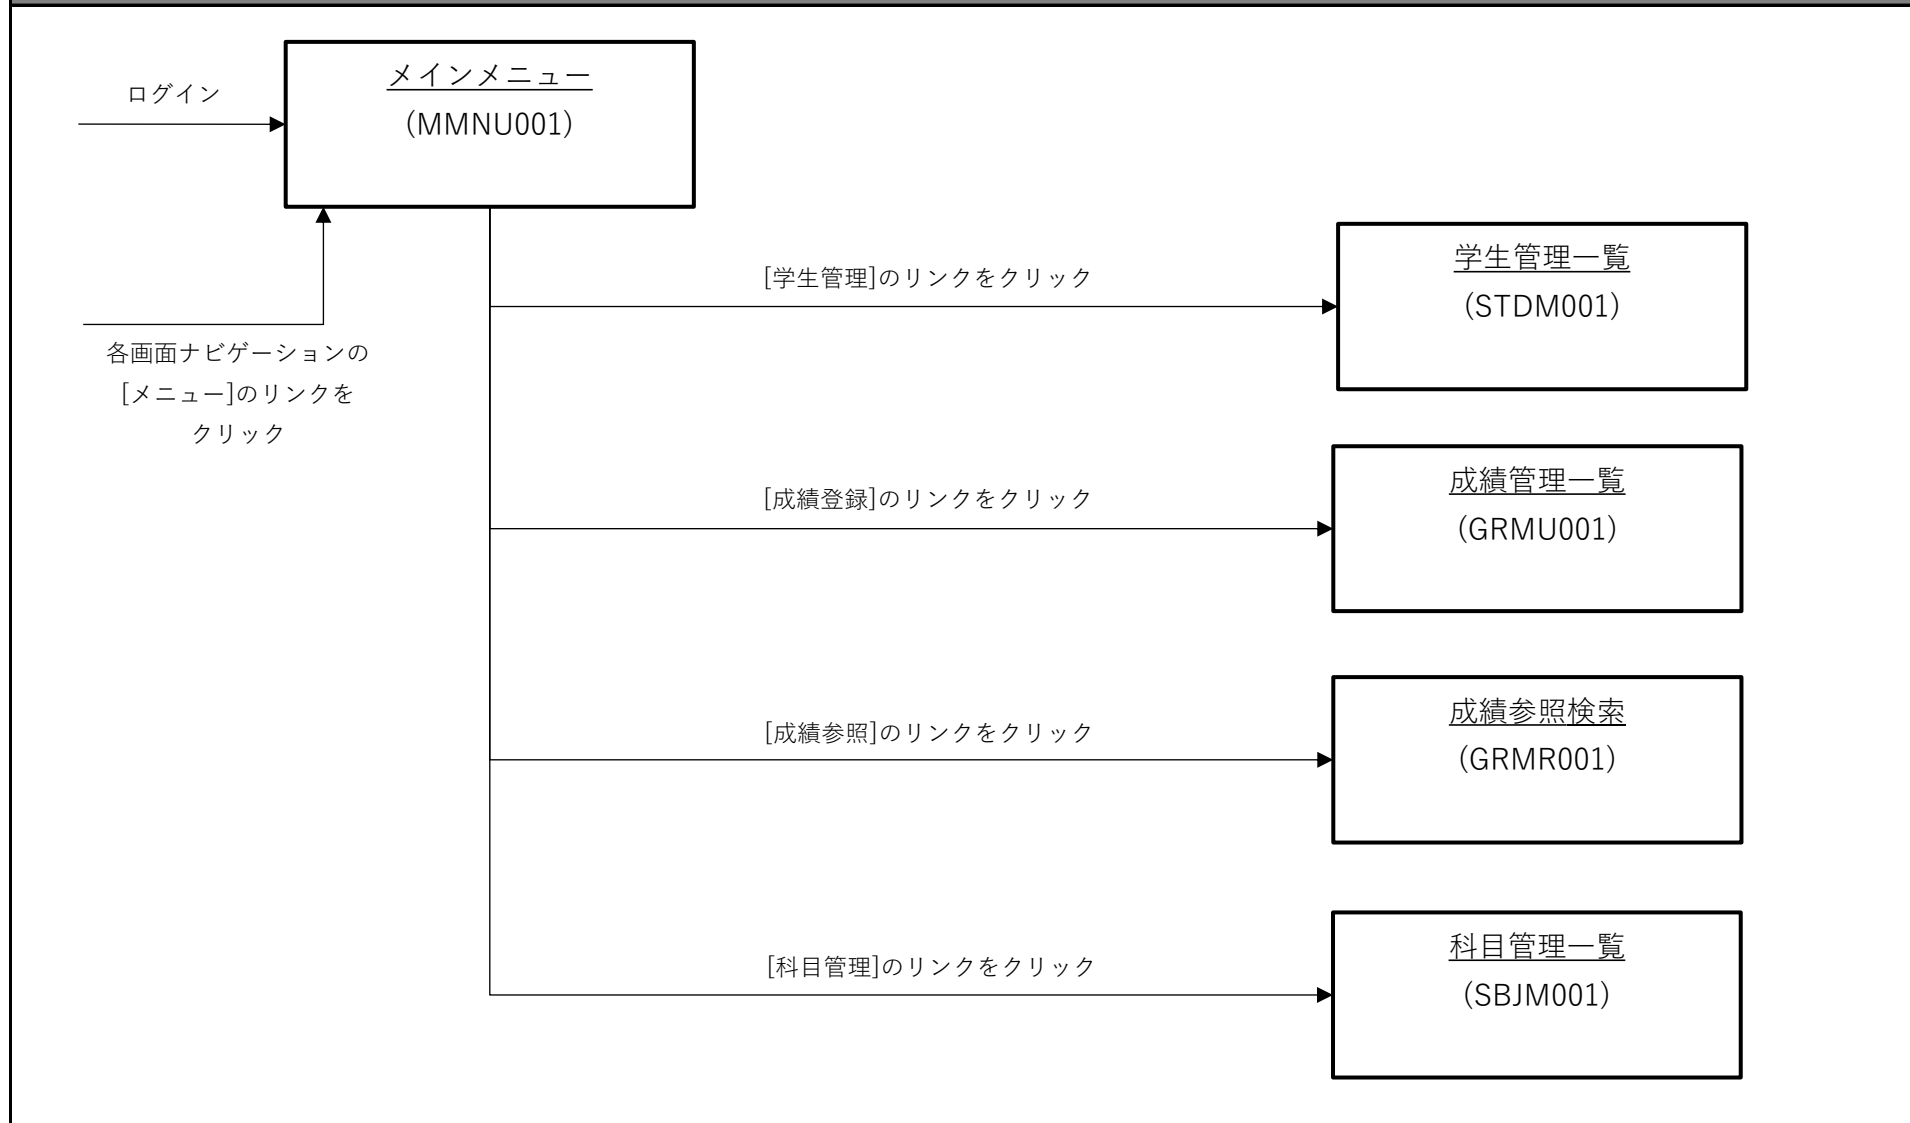 ログイン
メインメニュー
(MMNU001)
各画面ナビゲーションの
[メニュー]のリンクを
クリック
[学生管理]のリンクをクリック
学生管理一覧
(STDM001)
[成績登録]のリンクをクリック
成績管理一覧
(GRMU001)
[成績参照]のリンクをクリック
成績参照検索
(GRMR001)
[科目管理]のリンクをクリック
科目管理一覧
(SBJM001)